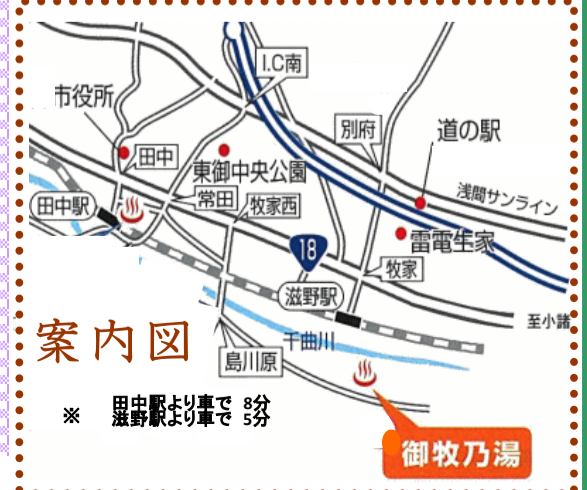 I.C南
市役所
別府
道の駅
田中
東御中央公園
浅間サンライン
田中駅
常田
牧家西
雷電生家
18
牧家
滋野駅
至小諸
案内図
千曲川
島川原
※ 田中駅より車で 8分
滋野駅より車で 5分
御牧乃湯